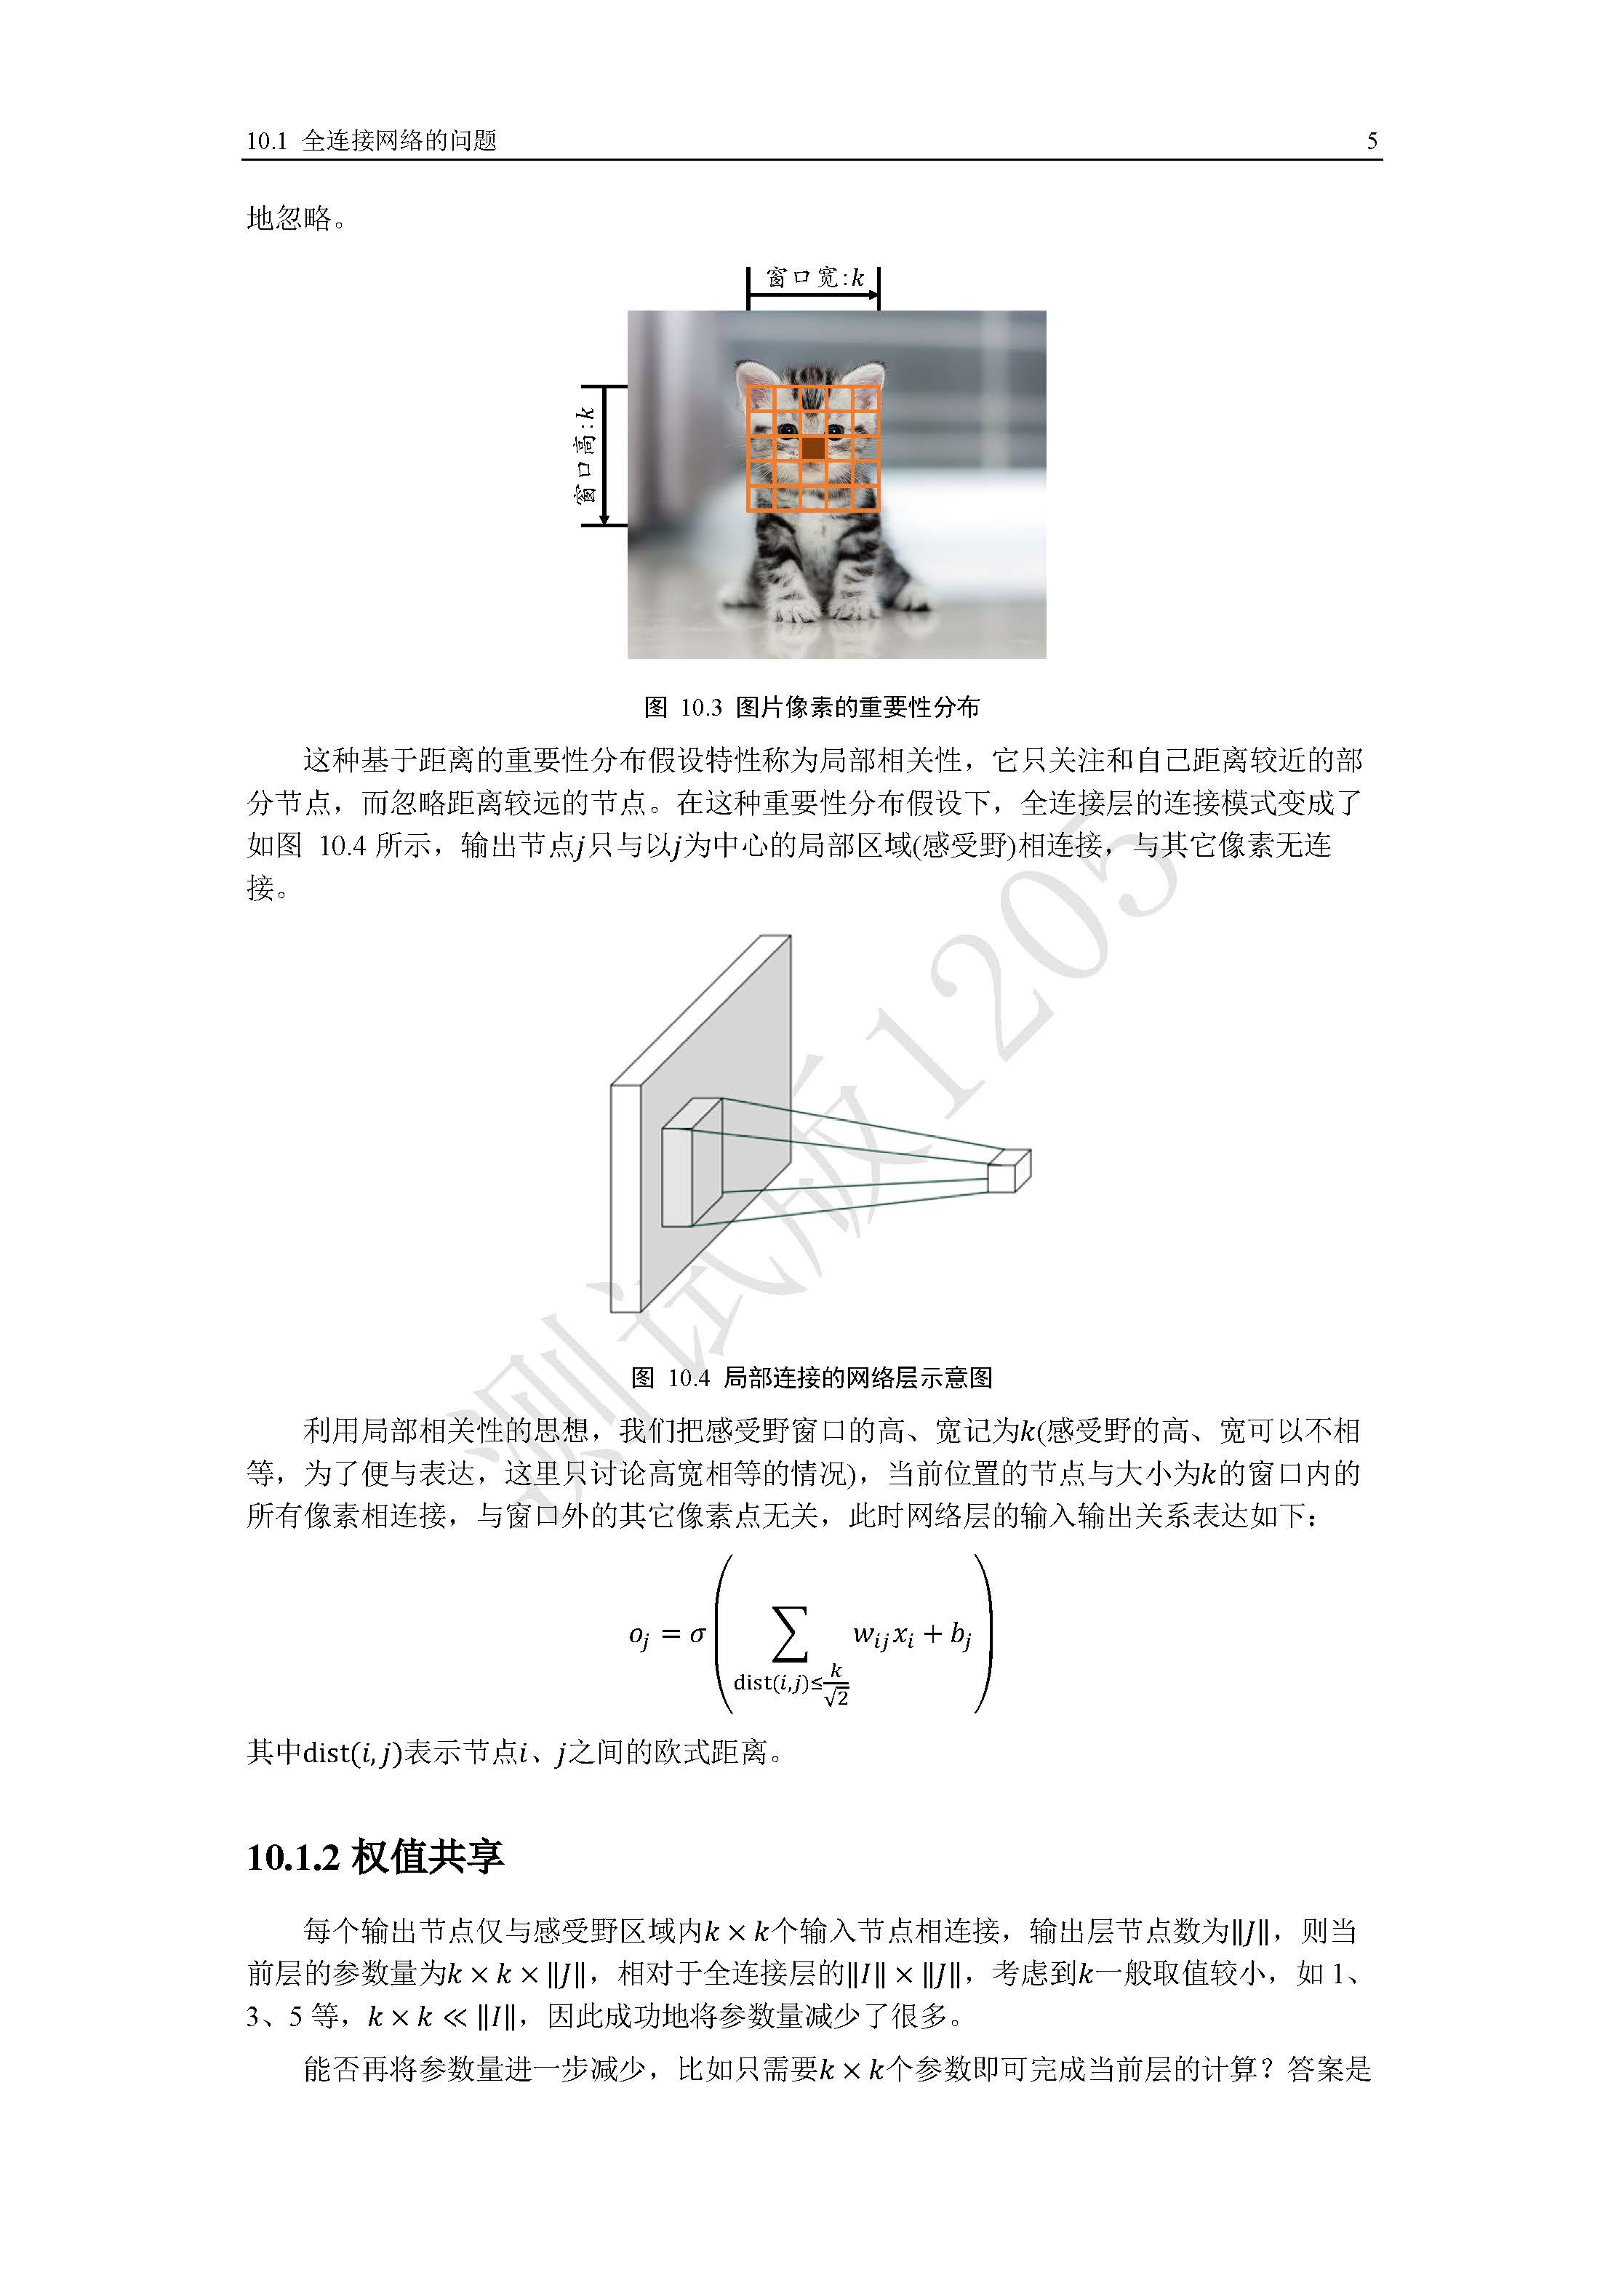 10.1 全连接网络的问题 5
地忽略。
窗口宽:k
窗口高:k
图 10.3 图片像素的重要性分布
这种基于距离的重要性分布假设特性称为局部相关性，它只关注和自己距离较近的部
分节点，而忽略距离较远的节点。在这种重要性分布假设下，全连接层的连接模式变成了
如图 10.4 所示，输出节点j只与以j为中心的局部区域(感受野)相连接，与其它像素无连
接。
图 10.4 局部连接的网络层示意图
利用局部相关性的思想，我们把感受野窗口的高、宽记为k(感受野的高、宽可以不相
等，为了便与表达，这里只讨论高宽相等的情况)，当前位置的节点与大小为k的窗口内的
所有像素相连接，与窗口外的其它像素点无关，此时网络层的输入输出关系表达如下：
o_j = σ( ∑_{dist(i,j)≤k/√2} w_{ij}x_i + b_j )
其中dist(i, j)表示节点i、j之间的欧式距离。
10.1.2 权值共享
每个输出节点仅与感受野区域内k × k个输入节点相连接，输出层节点数为‖J‖，则当
前层的参数量为k × k × ‖J‖，相对于全连接层的‖I‖ × ‖J‖，考虑到k一般取值较小，如 1、
3、5 等，k × k ≪ ‖I‖，因此成功地将参数量减少了很多。
能否再将参数量进一步减少，比如只需要k × k个参数即可完成当前层的计算？答案是
测试版1205